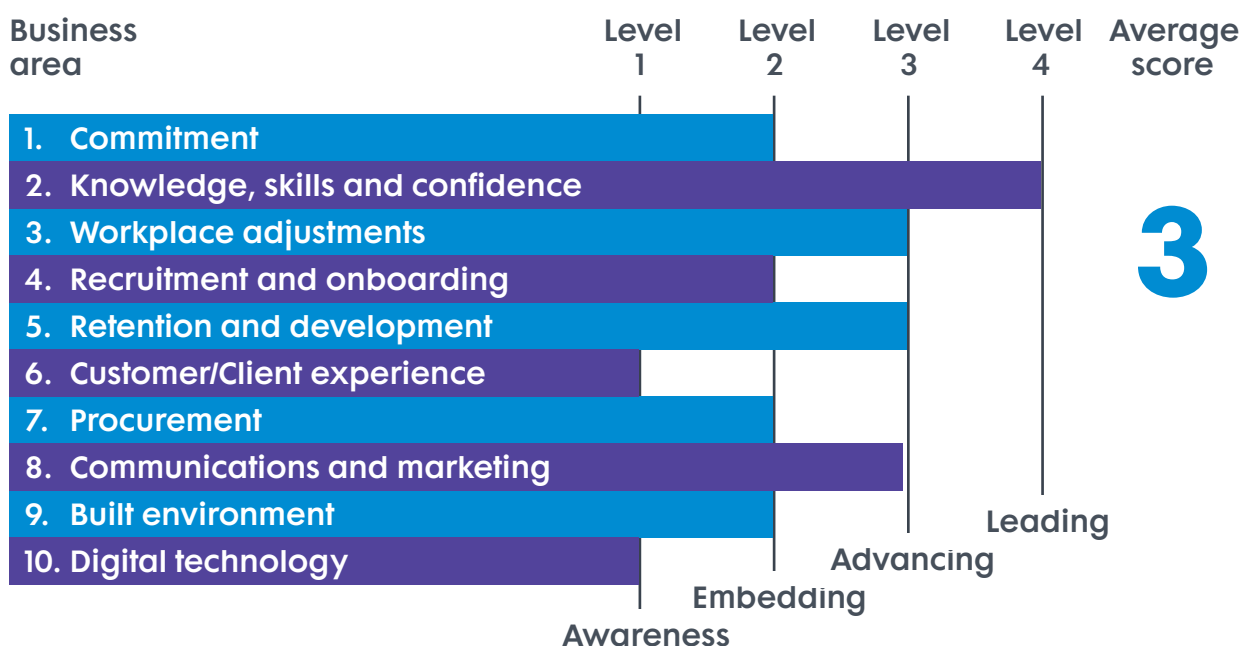 Business area
Level 1
Level 2
Level 3
Level 4
Average score
1. Commitment
2. Knowledge, skills and confidence
3. Workplace adjustments
4. Recruitment and onboarding
5. Retention and development
6. Customer/Client experience
7. Procurement
8. Communications and marketing
9. Built environment
10. Digital technology
3
Leading
Advancing
Embedding
Awareness